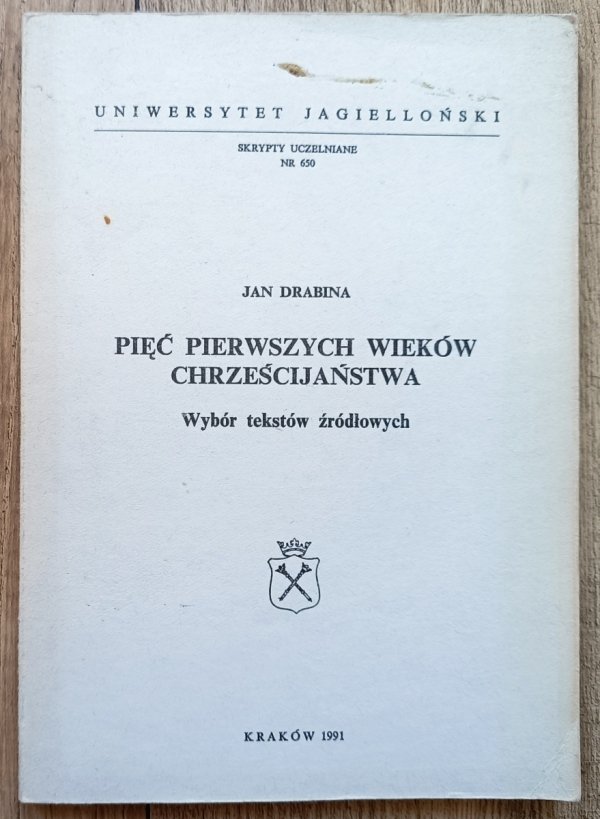 UNIWERSYTET JAGIELLOŃSKI
SKRYPTY UCZELNIANE
NR 650
JAN DRABINA
PIĘĆ PIERWSZYCH WIEKÓW
CHRZEŚCIJAŃSTWA
Wybór tekstów źródłowych
KRAKÓW 1991